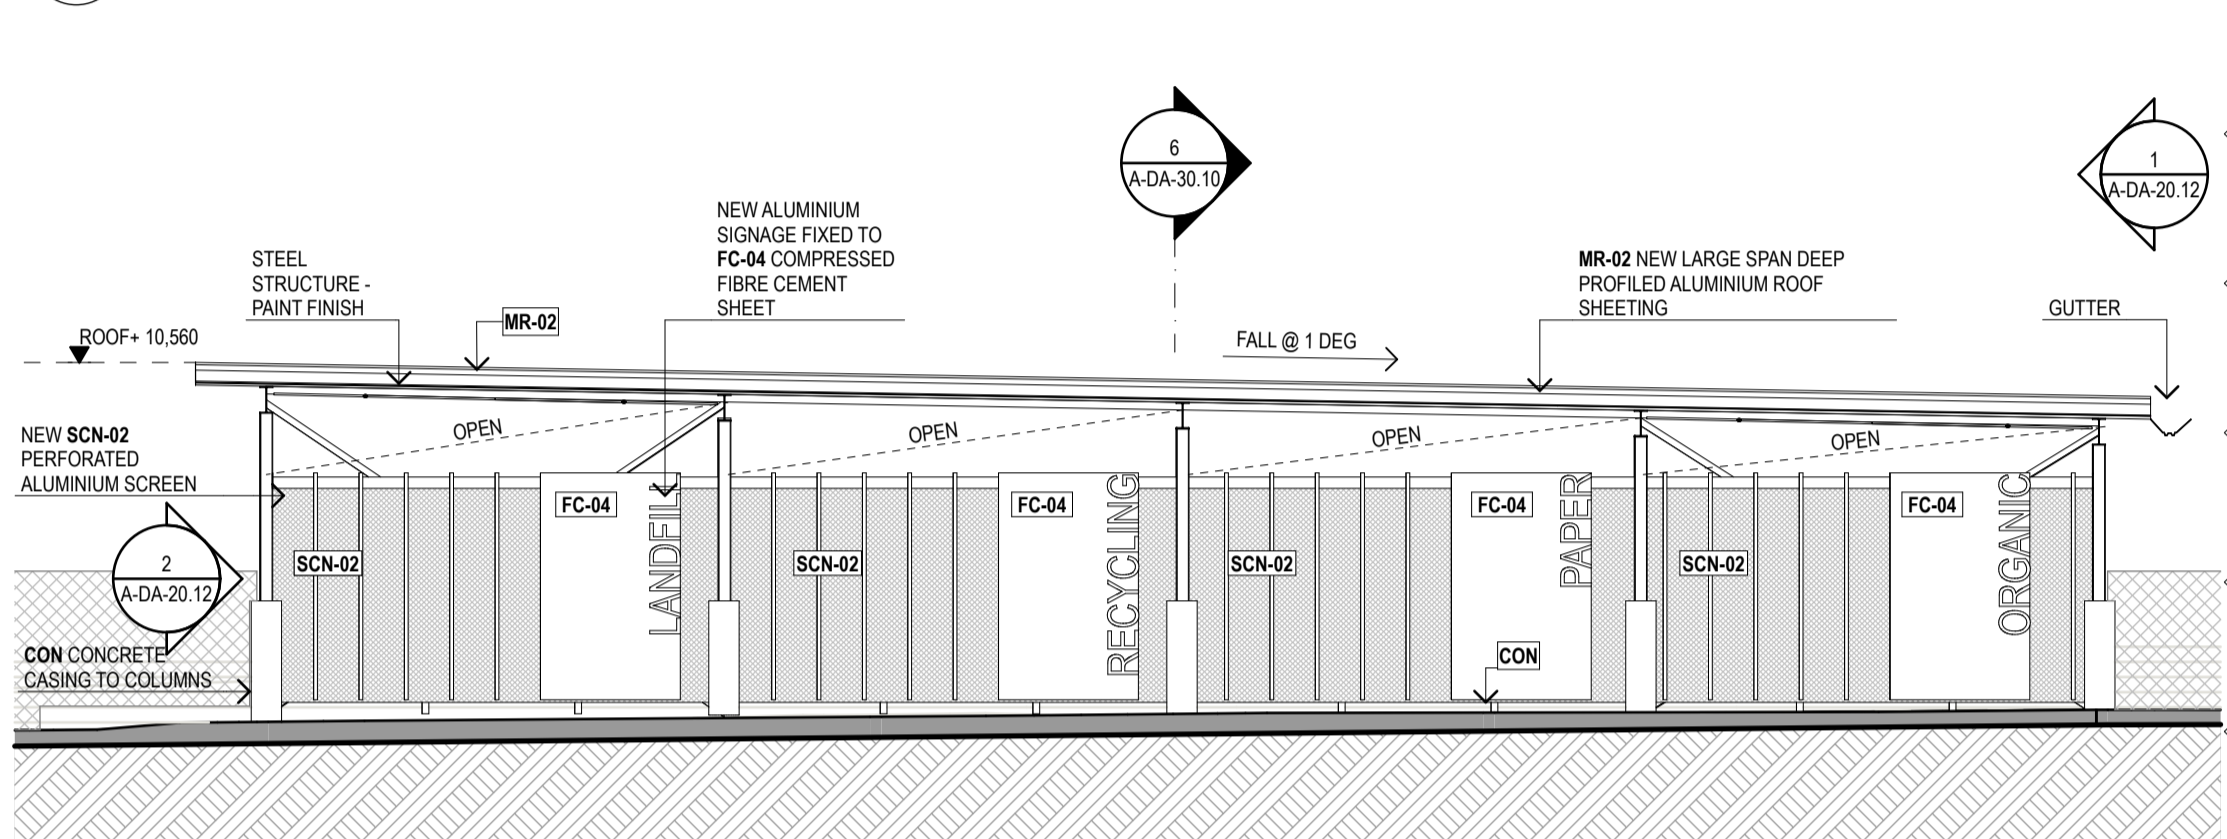 6
A-DA-30.10
1
A-DA-20.12
NEW ALUMINIUM
SIGNAGE FIXED TO
FC-04 COMPRESSED
FIBRE CEMENT
SHEET
STEEL
STRUCTURE -
PAINT FINISH
MR-02
MR-02 NEW LARGE SPAN DEEP
PROFILED ALUMINIUM ROOF
SHEETING
GUTTER
ROOF+ 10,560
FALL @ 1 DEG
OPEN
OPEN
OPEN
OPEN
NEW SCN-02
PERFORATED
ALUMINIUM SCREEN
FC-04
LANDFILL
FC-04
RECYCLING
FC-04
PAPER
FC-04
ORGANIC
SCN-02
SCN-02
SCN-02
SCN-02
2
A-DA-20.12
CON CONCRETE
CASING TO COLUMNS
CON